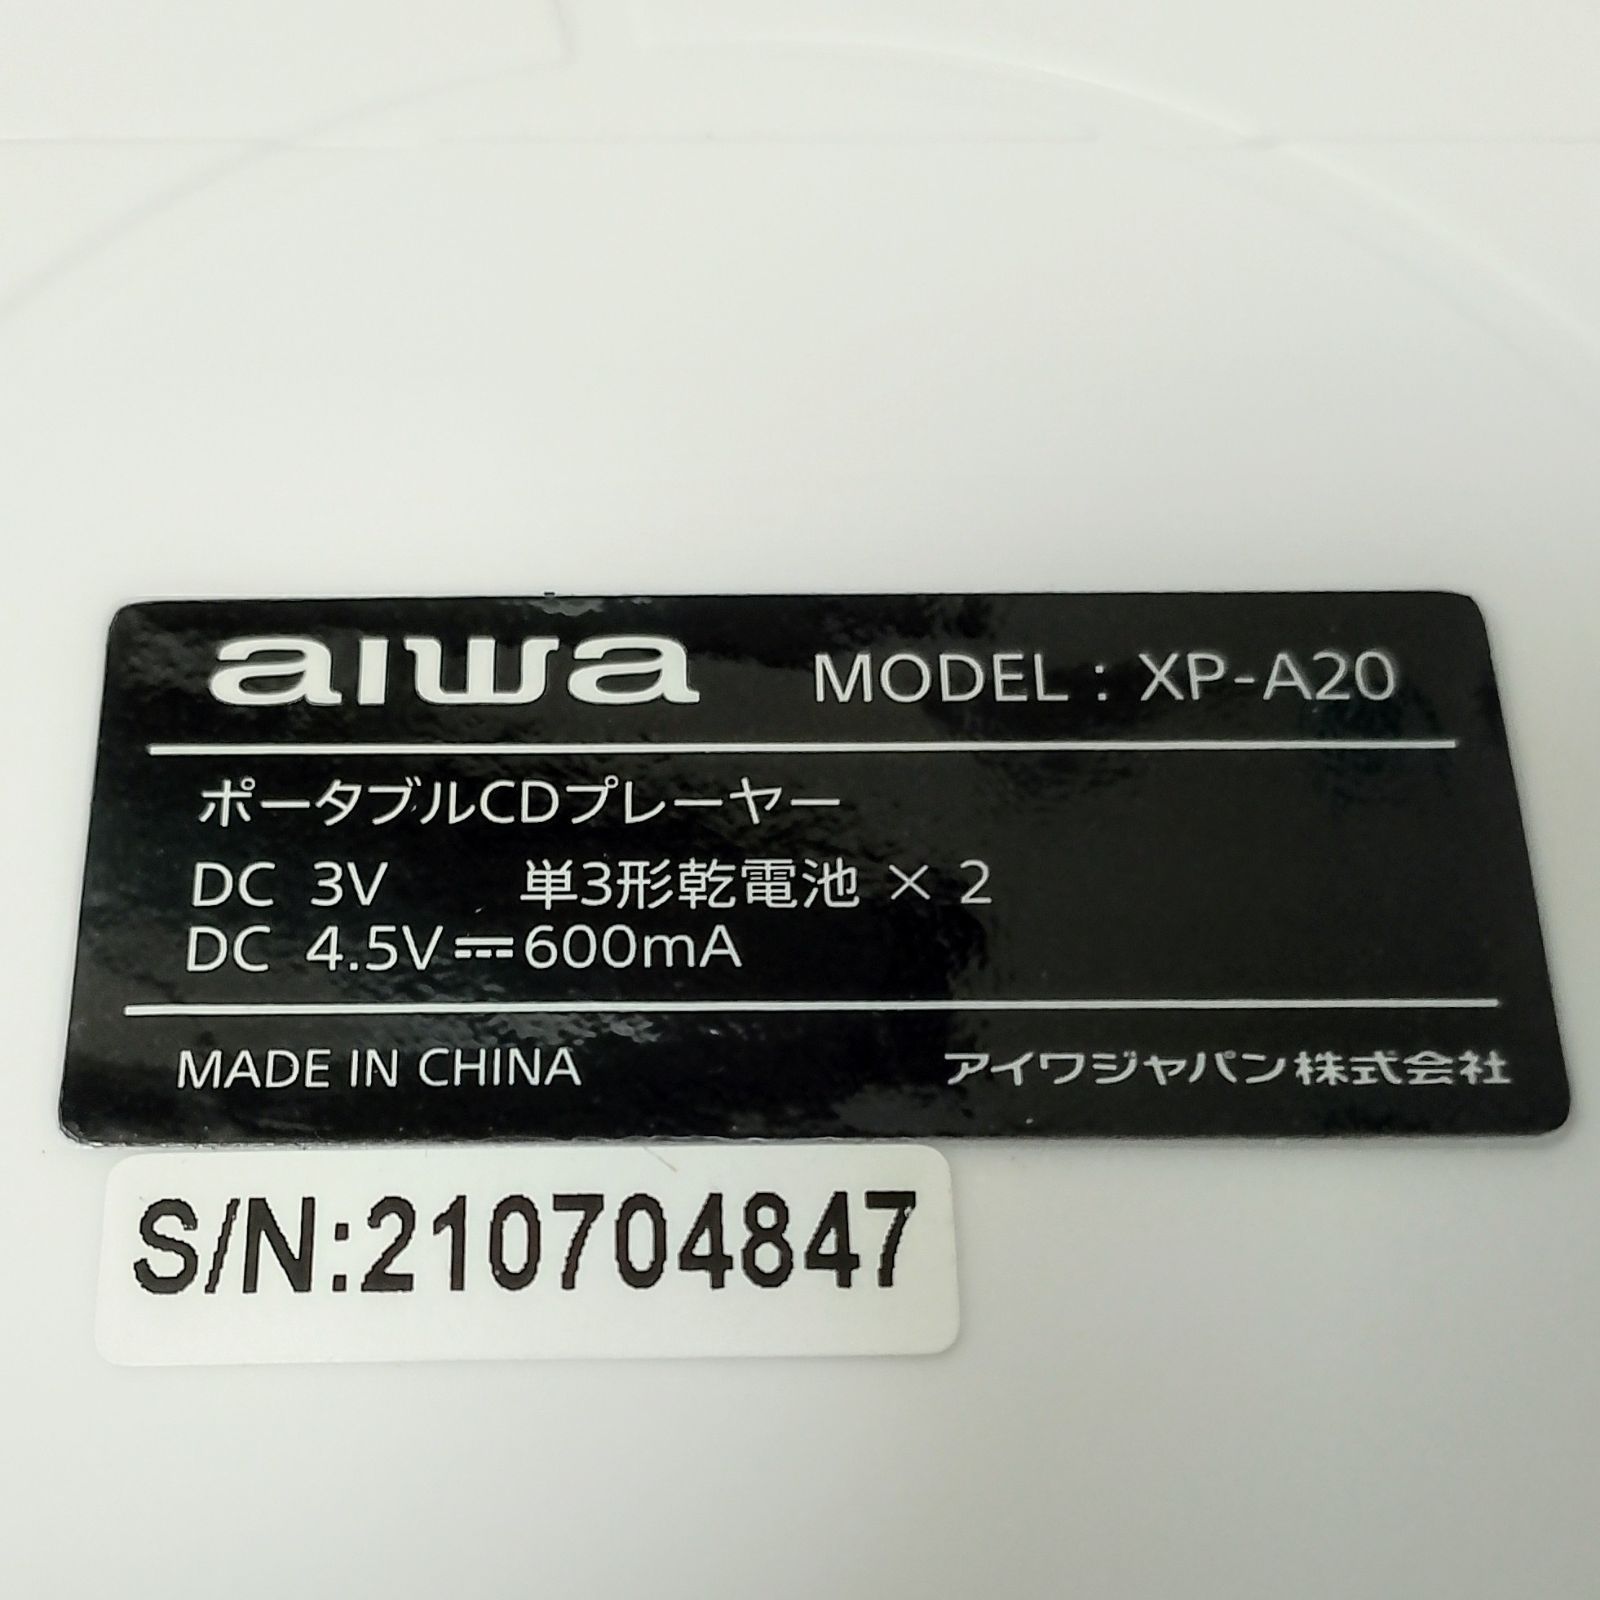 aiwa MODEL : XP-A20
ポータブルCDプレーヤー
DC 3V 単3形乾電池 × 2
DC 4.5V⎓600mA
MADE IN CHINA アイワジャパン株式会社
S/N:210704847